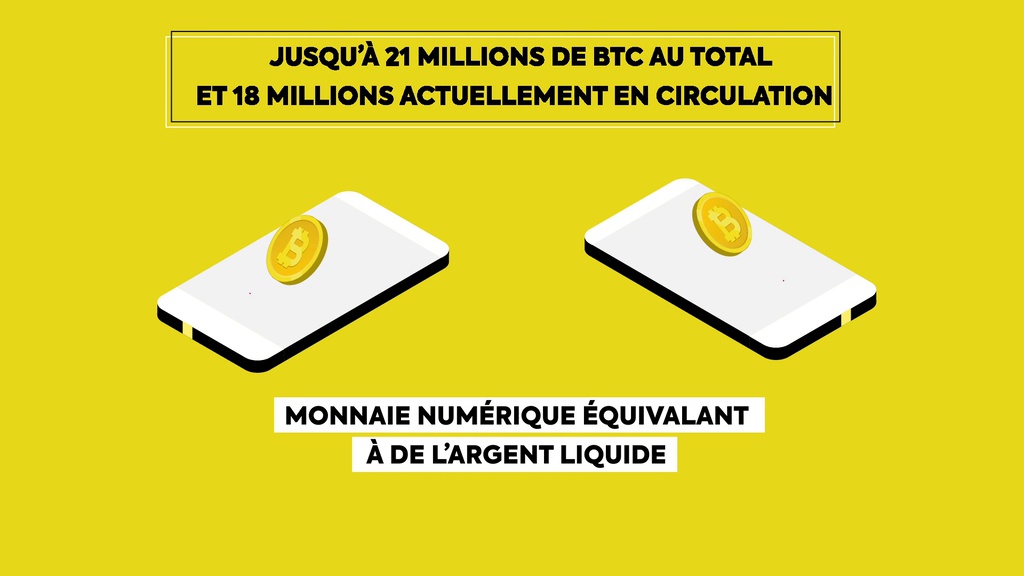 JUSQU'À 21 MILLIONS DE BTC AU TOTAL
ET 18 MILLIONS ACTUELLEMENT EN CIRCULATION
MONNAIE NUMÉRIQUE ÉQUIVALANT
À DE L'ARGENT LIQUIDE